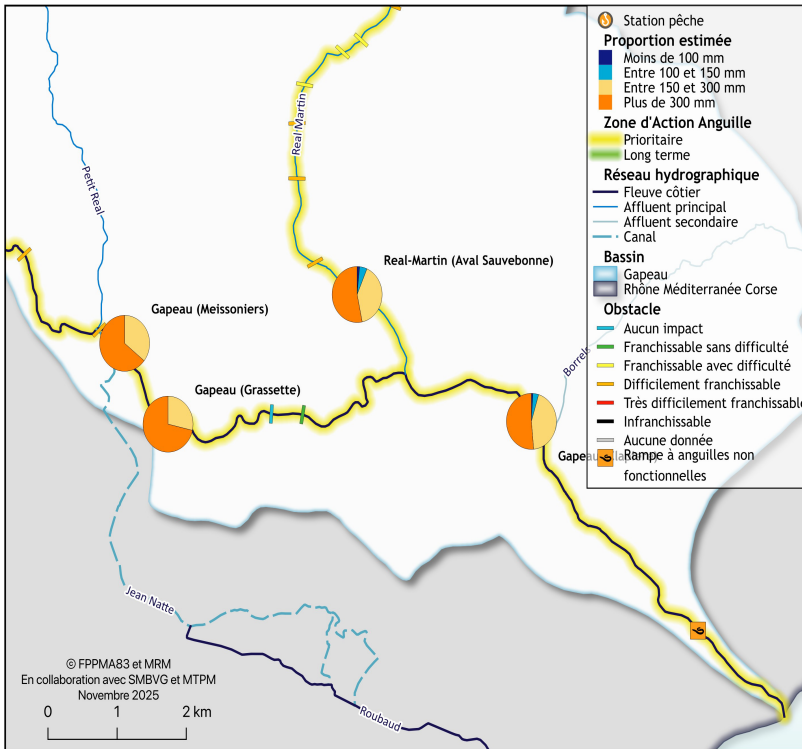 Station pêche
Proportion estimée
Moins de 100 mm
Entre 100 et 150 mm
Entre 150 et 300 mm
Plus de 300 mm
Zone d'Action Anguille
Prioritaire
Long terme
Réseau hydrographique
Fleuve côtier
Affluent principal
Affluent secondaire
Canal
Bassin
Gapeau
Rhône Méditerranée Corse
Obstacle
Aucun impact
Franchissable sans difficulté
Franchissable avec difficulté
Difficilement franchissable
Très difficilement franchissable
Infranchissable
Aucune donnée
Rampe à anguilles non
fonctionnelles
Real Martin
Petit Real
Real-Martin (Aval Sauvebonne)
Gapeau (Meissoniers)
Gapeau (Grassette)
Borrels
Gapeau
Jean Natte
Roubaud
© FPPMA83 et MRM
En collaboration avec SMBVG et MTPM
Novembre 2025
0 1 2 km